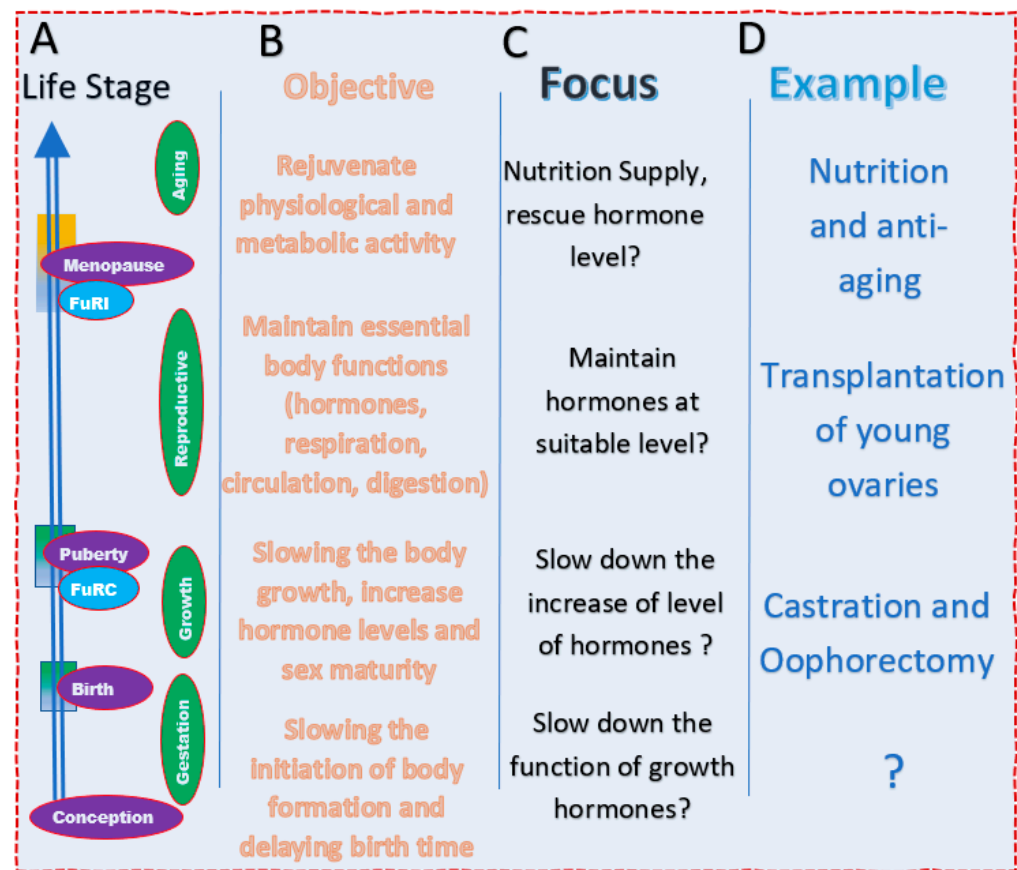 A
Life Stage
Aging
Menopause
FuRI
Reproductive
Puberty
FuRC
Growth
Birth
Gestation
Conception
B
Objective
Rejuvenate
physiological and
metabolic activity
Maintain essential
body functions
(hormones,
respiration,
circulation, digestion)
Slowing the body
growth, increase
hormone levels and
sex maturity
Slowing the
initiation of body
formation and
delaying birth time
C
Focus
Nutrition Supply,
rescue hormone
level?
Maintain
hormones at
suitable level?
Slow down the
increase of level
of hormones ?
Slow down the
function of growth
hormones?
D
Example
Nutrition
and anti-
aging
Transplantation
of young
ovaries
Castration and
Oophorectomy
?